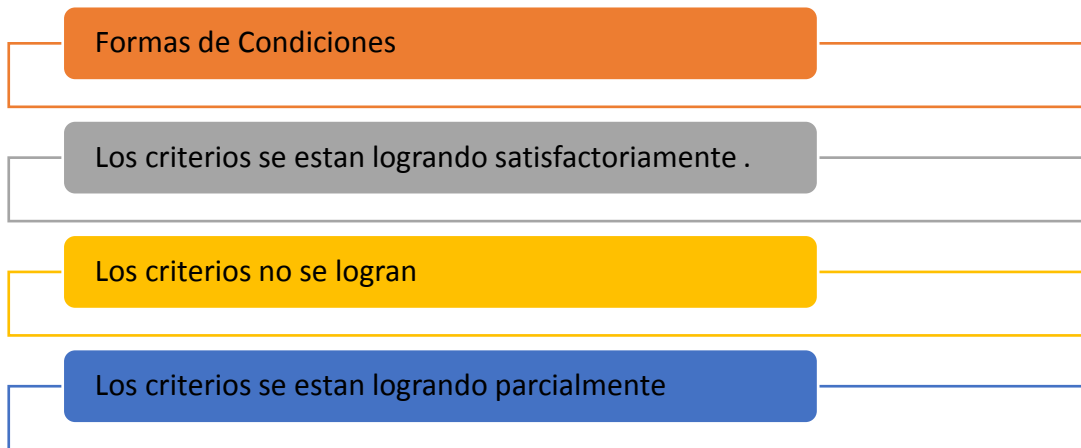 Formas de Condiciones
Los criterios se estan logrando satisfactoriamente .
Los criterios no se logran
Los criterios se estan logrando parcialmente